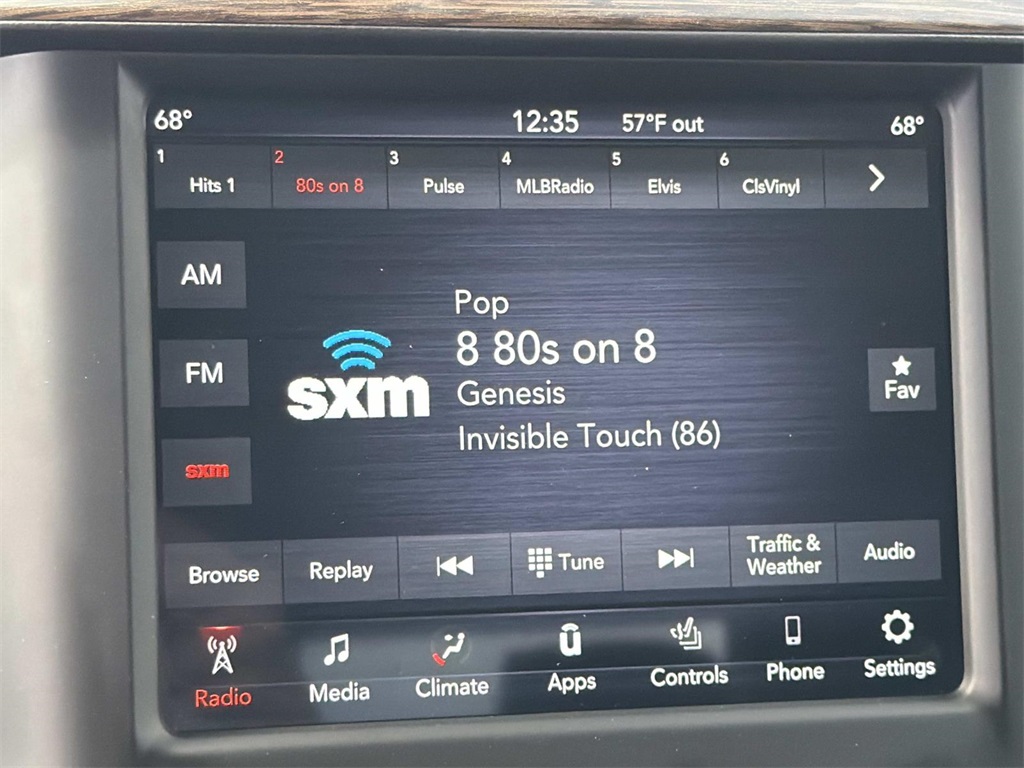 68° 12:35 57°F out 68°
1 2 3 4 5 6
Hits 1 80s on 8 Pulse MLBRadio Elvis ClsVinyl
AM
Pop
8 80s on 8
sxm
Genesis
Invisible Touch (86)
FM
Fav
sxm
Browse Replay Tune Traffic & Weather Audio
Radio Media Climate Apps Controls Phone Settings